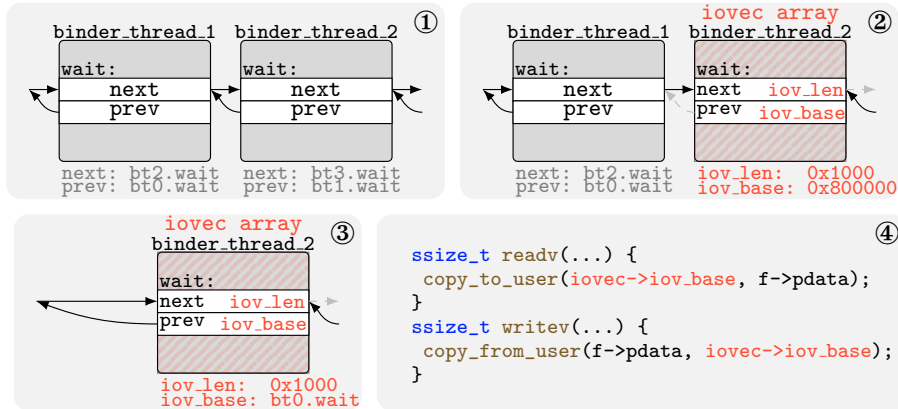 ①
binder_thread_1 binder_thread_2
wait: wait:
next next
prev prev
next: bt2.wait next: bt3.wait
prev: bt0.wait prev: bt1.wait
②
iovec array
binder_thread_1 binder_thread_2
wait: wait:
next next iov_len
prev prev iov_base
next: bt2.wait iov_len: 0x1000
prev: bt0.wait iov_base: 0x800000
③
iovec array
binder_thread_2
wait:
next iov_len
prev iov_base
iov_len: 0x1000
iov_base: bt0.wait
④
ssize_t readv(...) {
copy_to_user(iovec->iov_base, f->pdata);
}
ssize_t writev(...) {
copy_from_user(f->pdata, iovec->iov_base);
}